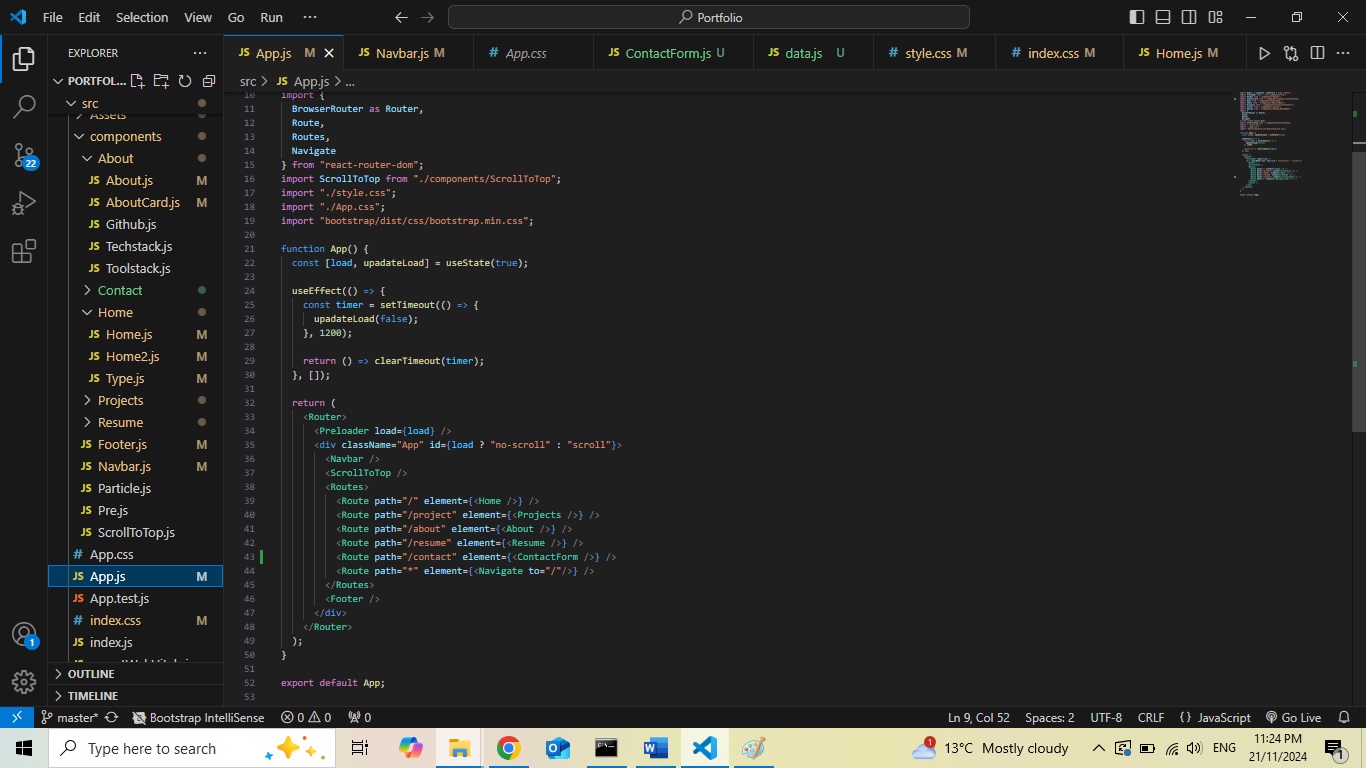 File Edit Selection View Go Run ··· Portfolio
EXPLORER ···
JS App.js M
JS Navbar.js M
# App.css
JS ContactForm.js U
JS data.js U
# style.css M
# index.css M
JS Home.js M
PORTFOL...
src > JS App.js > ...
src
Assets
components
About
JS About.js M
JS AboutCard.js M
JS Github.js
JS Techstack.js
JS Toolstack.js
Contact
Home
JS Home.js M
JS Home2.js M
JS Type.js M
Projects
Resume
JS Footer.js M
JS Navbar.js M
JS Particle.js
JS Pre.js
JS ScrollToTop.js
# App.css
JS App.js M
JS App.test.js
# index.css M
JS index.js
OUTLINE
TIMELINE
22
1
10 import {
11 BrowserRouter as Router,
12 Route,
13 Routes,
14 Navigate
15 } from "react-router-dom";
16 import ScrollToTop from "./components/ScrollToTop";
17 import "./style.css";
18 import "./App.css";
19 import "bootstrap/dist/css/bootstrap.min.css";
20
21 function App() {
22 const [load, upadateLoad] = useState(true);
23
24 useEffect(() => {
25 const timer = setTimeout(() => {
26 upadateLoad(false);
27 }, 1200);
28
29 return () => clearTimeout(timer);
30 }, []);
31
32 return (
33 <Router>
34 <Preloader load={load} />
35 <div className="App" id={load ? "no-scroll" : "scroll"}>
36 <Navbar />
37 <ScrollToTop />
38 <Routes>
39 <Route path="/" element={<Home />} />
40 <Route path="/project" element={<Projects />} />
41 <Route path="/about" element={<About />} />
42 <Route path="/resume" element={<Resume />} />
43 <Route path="/contact" element={<ContactForm />} />
44 <Route path="*" element={<Navigate to="/"/>} />
45 </Routes>
46 <Footer />
47 </div>
48 </Router>
49 );
50 }
51
52 export default App;
53
master* Bootstrap IntelliSense 0 0 0 Ln 9, Col 52 Spaces: 2 UTF-8 CRLF {} JavaScript Go Live
Type here to search
1 13°C Mostly cloudy ENG
11:24 PM
21/11/2024
1